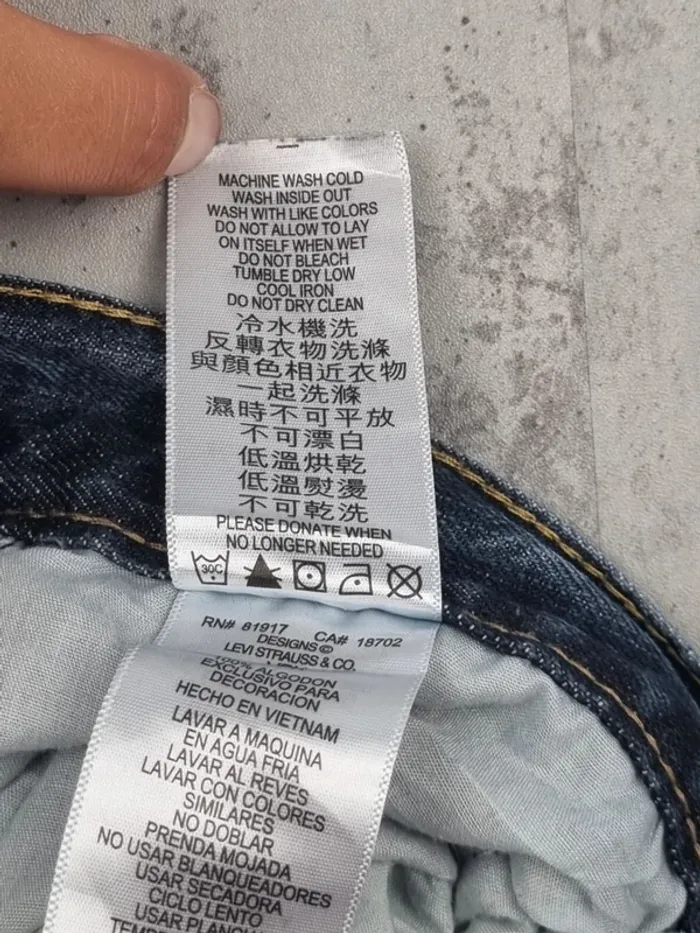 MACHINE WASH COLD
WASH INSIDE OUT
WASH WITH LIKE COLORS
DO NOT ALLOW TO LAY
ON ITSELF WHEN WET
DO NOT BLEACH
TUMBLE DRY LOW
COOL IRON
DO NOT DRY CLEAN
冷水機洗
反轉衣物洗滌
與顏色相近衣物
一起洗滌
濕時不可平放
不可漂白
低溫烘乾
低溫熨燙
不可乾洗
PLEASE DONATE WHEN
NO LONGER NEEDED
30C
RN# 81917 CA# 18702
DESIGNS©
LEVI STRAUSS & CO.
100% ALGODON
EXCLUSIVO PARA
DECORACION
HECHO EN VIETNAM
LAVAR A MAQUINA
EN AGUA FRIA
LAVAR AL REVES
LAVAR CON COLORES
SIMILARES
NO DOBLAR
PRENDA MOJADA
NO USAR BLANQUEADORES
USAR SECADORA
CICLO LENTO
USAR PLANCHA